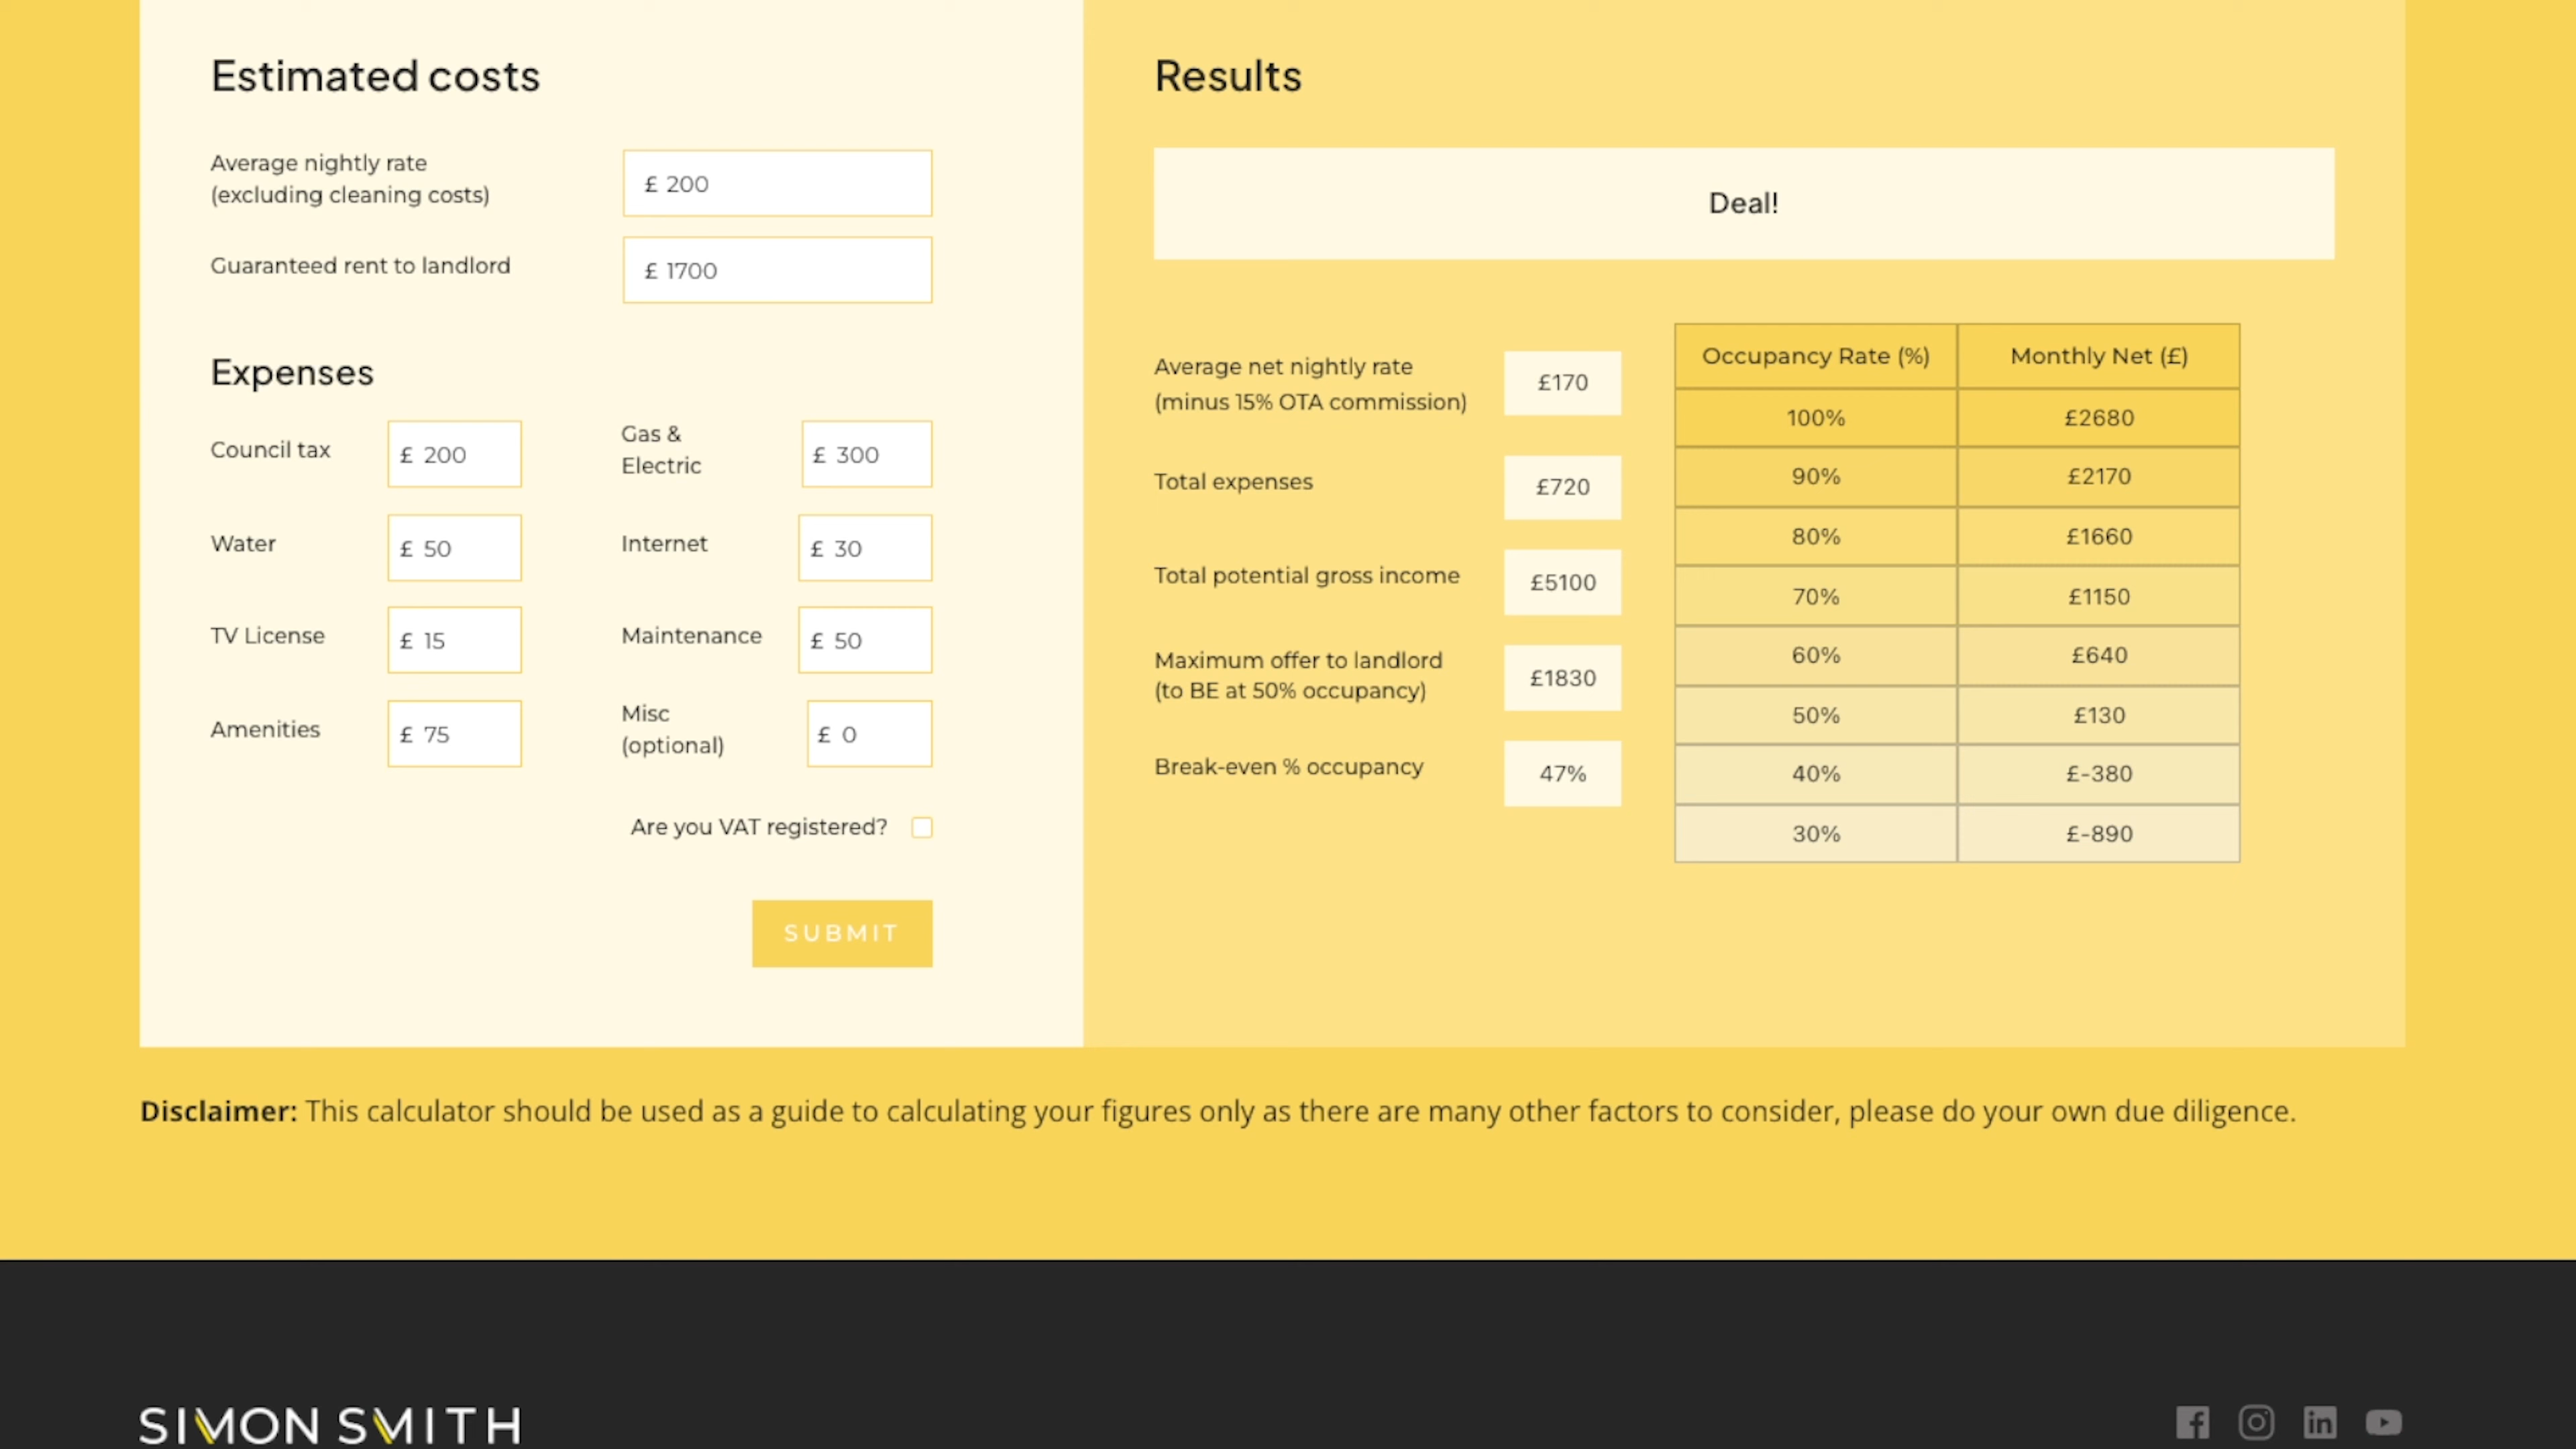 Estimated costs
Average nightly rate
(excluding cleaning costs)
£ 200
Guaranteed rent to landlord
£ 1700
Expenses
Council tax
£ 200
Gas &
Electric
£ 300
Water
£ 50
Internet
£ 30
TV License
£ 15
Maintenance
£ 50
Amenities
£ 75
Misc
(optional)
£ 0
Are you VAT registered?
SUBMIT
Results
Deal!
Average net nightly rate
(minus 15% OTA commission)
£170
Total expenses
£720
Total potential gross income
£5100
Maximum offer to landlord
(to BE at 50% occupancy)
£1830
Break-even % occupancy
47%
Occupancy Rate (%) Monthly Net (£)
100% £2680
90% £2170
80% £1660
70% £1150
60% £640
50% £130
40% £-380
30% £-890
Disclaimer: This calculator should be used as a guide to calculating your figures only as there are many other factors to consider, please do your own due diligence.
SIMON SMITH